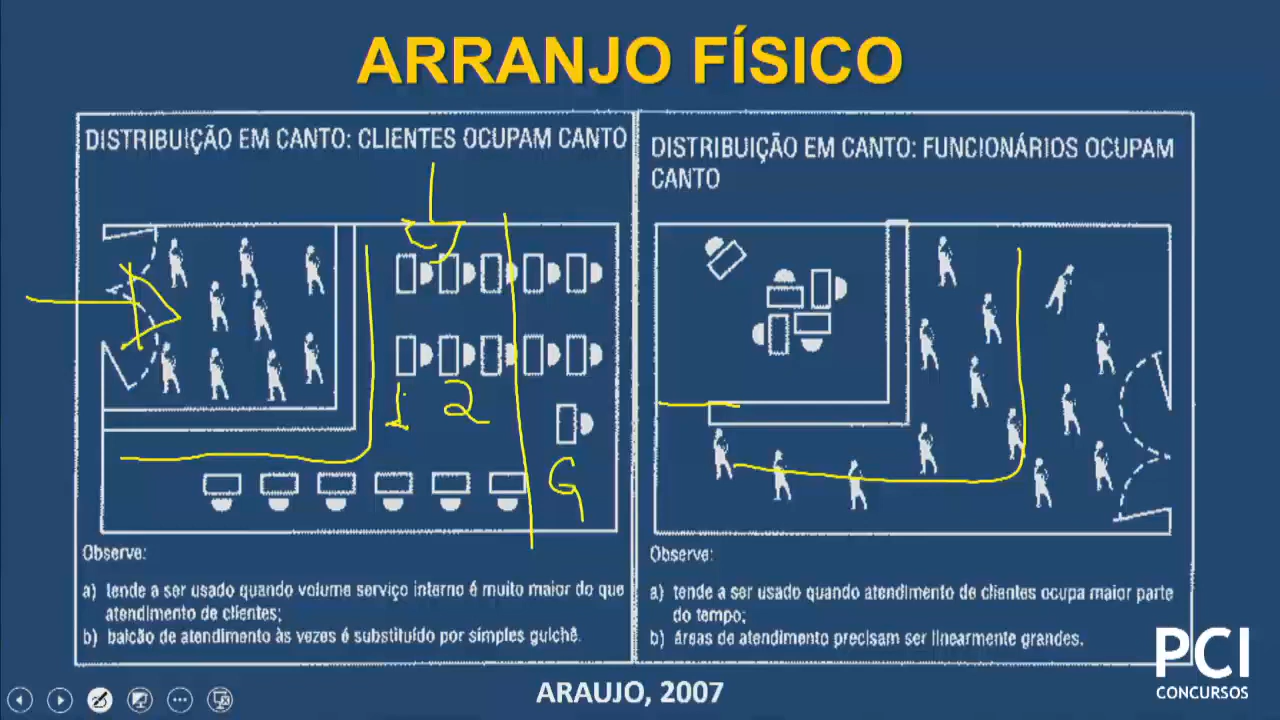 ARRANJO FÍSICO
DISTRIBUIÇÃO EM CANTO: CLIENTES OCUPAM CANTO
1 2
G
Observe:
a) tende a ser usado quando volume serviço interno é muito maior do que
atendimento de clientes;
b) balcão de atendimento às vezes é substituído por simples guichê.
DISTRIBUIÇÃO EM CANTO: FUNCIONÁRIOS OCUPAM
CANTO
Observe:
a) tende a ser usado quando atendimento de clientes ocupa maior parte
do tempo;
b) áreas de atendimento precisam ser linearmente grandes.
ARAUJO, 2007
PCI
CONCURSOS